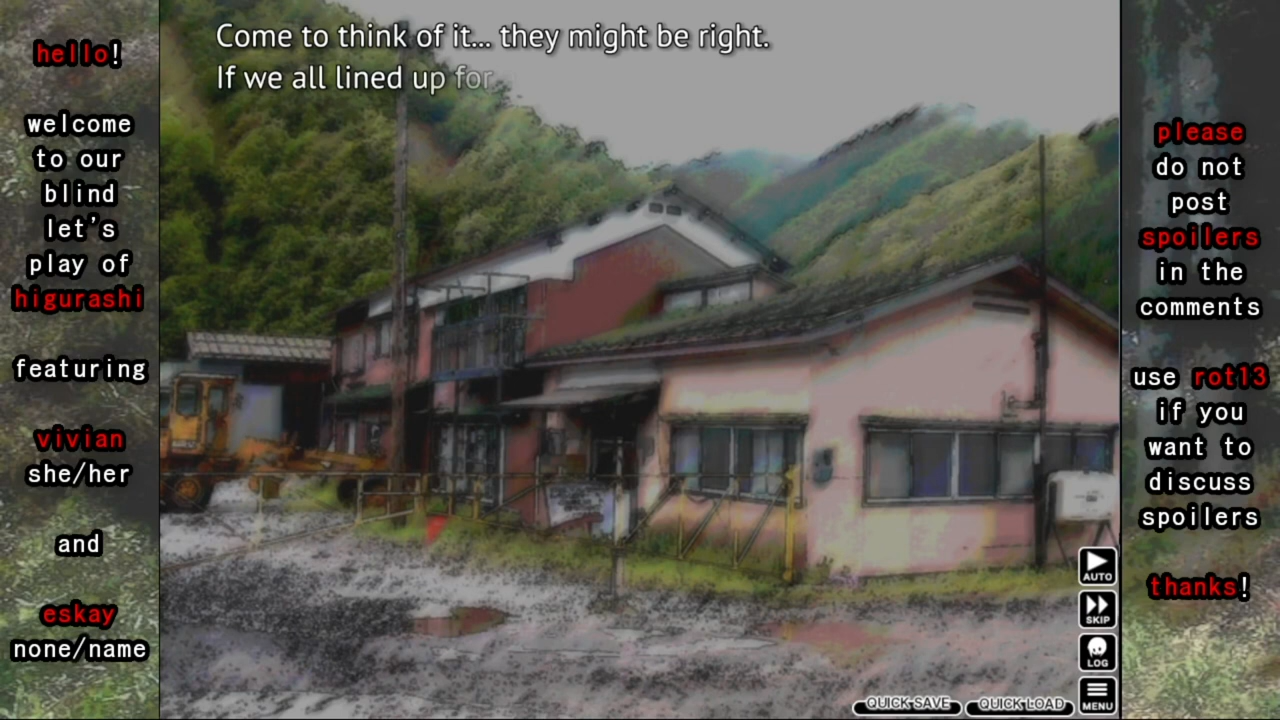 hello!
welcome
to our
blind
let's
play of
higurashi
featuring
vivian
she/her
and
eskay
none/name
Come to think of it... they might be right.
If we all lined up for
please
do not
post
spoilers
in the
comments
use rot13
if you
want to
discuss
spoilers
thanks!
AUTO
SKIP
LOG
MENU
QUICK SAVE
QUICK LOAD